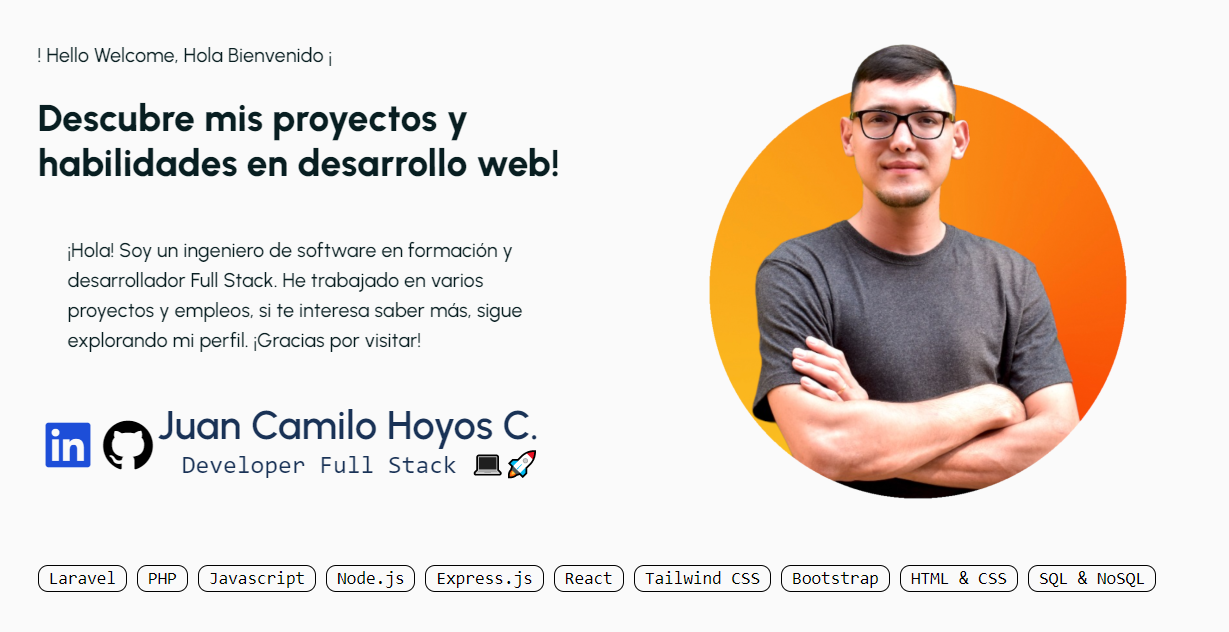 ! Hello Welcome, Hola Bienvenido ¡
Descubre mis proyectos y
habilidades en desarrollo web!
¡Hola! Soy un ingeniero de software en formación y
desarrollador Full Stack. He trabajado en varios
proyectos y empleos, si te interesa saber más, sigue
explorando mi perfil. ¡Gracias por visitar!
in
Juan Camilo Hoyos C.
Developer Full Stack 💻🚀
Laravel PHP Javascript Node.js Express.js React Tailwind CSS Bootstrap HTML & CSS SQL & NoSQL